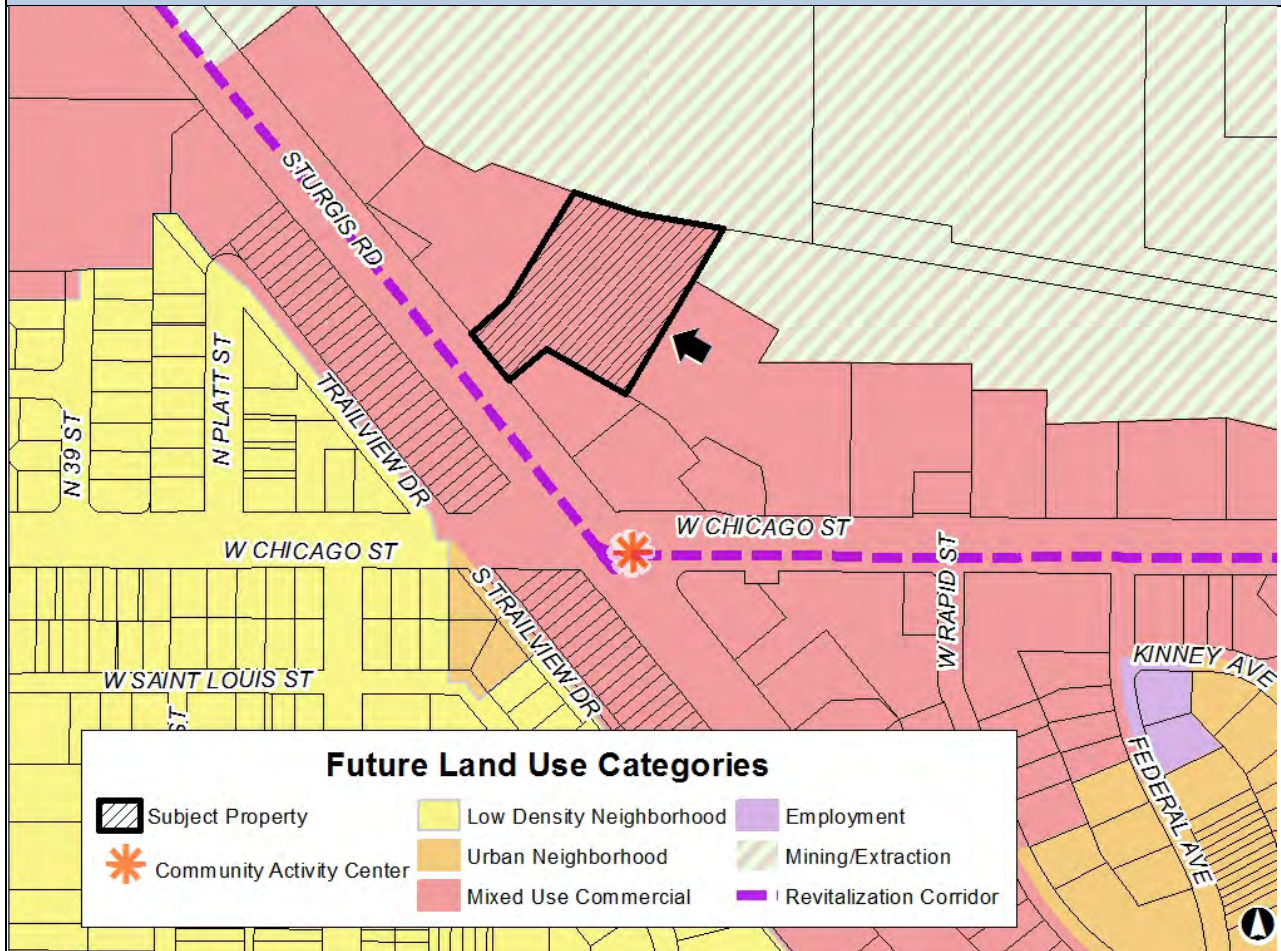 STURGIS RD
N PLATT ST
TRAILVIEW DR
N 39 ST
W CHICAGO ST
W CHICAGO ST
W RAPID ST
S TRAILVIEW DR
KINNEY AVE
W SAINT LOUIS ST
ST
FEDERAL AVE
Future Land Use Categories
Subject Property
Low Density Neighborhood
Employment
Community Activity Center
Urban Neighborhood
Mining/Extraction
Mixed Use Commercial
Revitalization Corridor